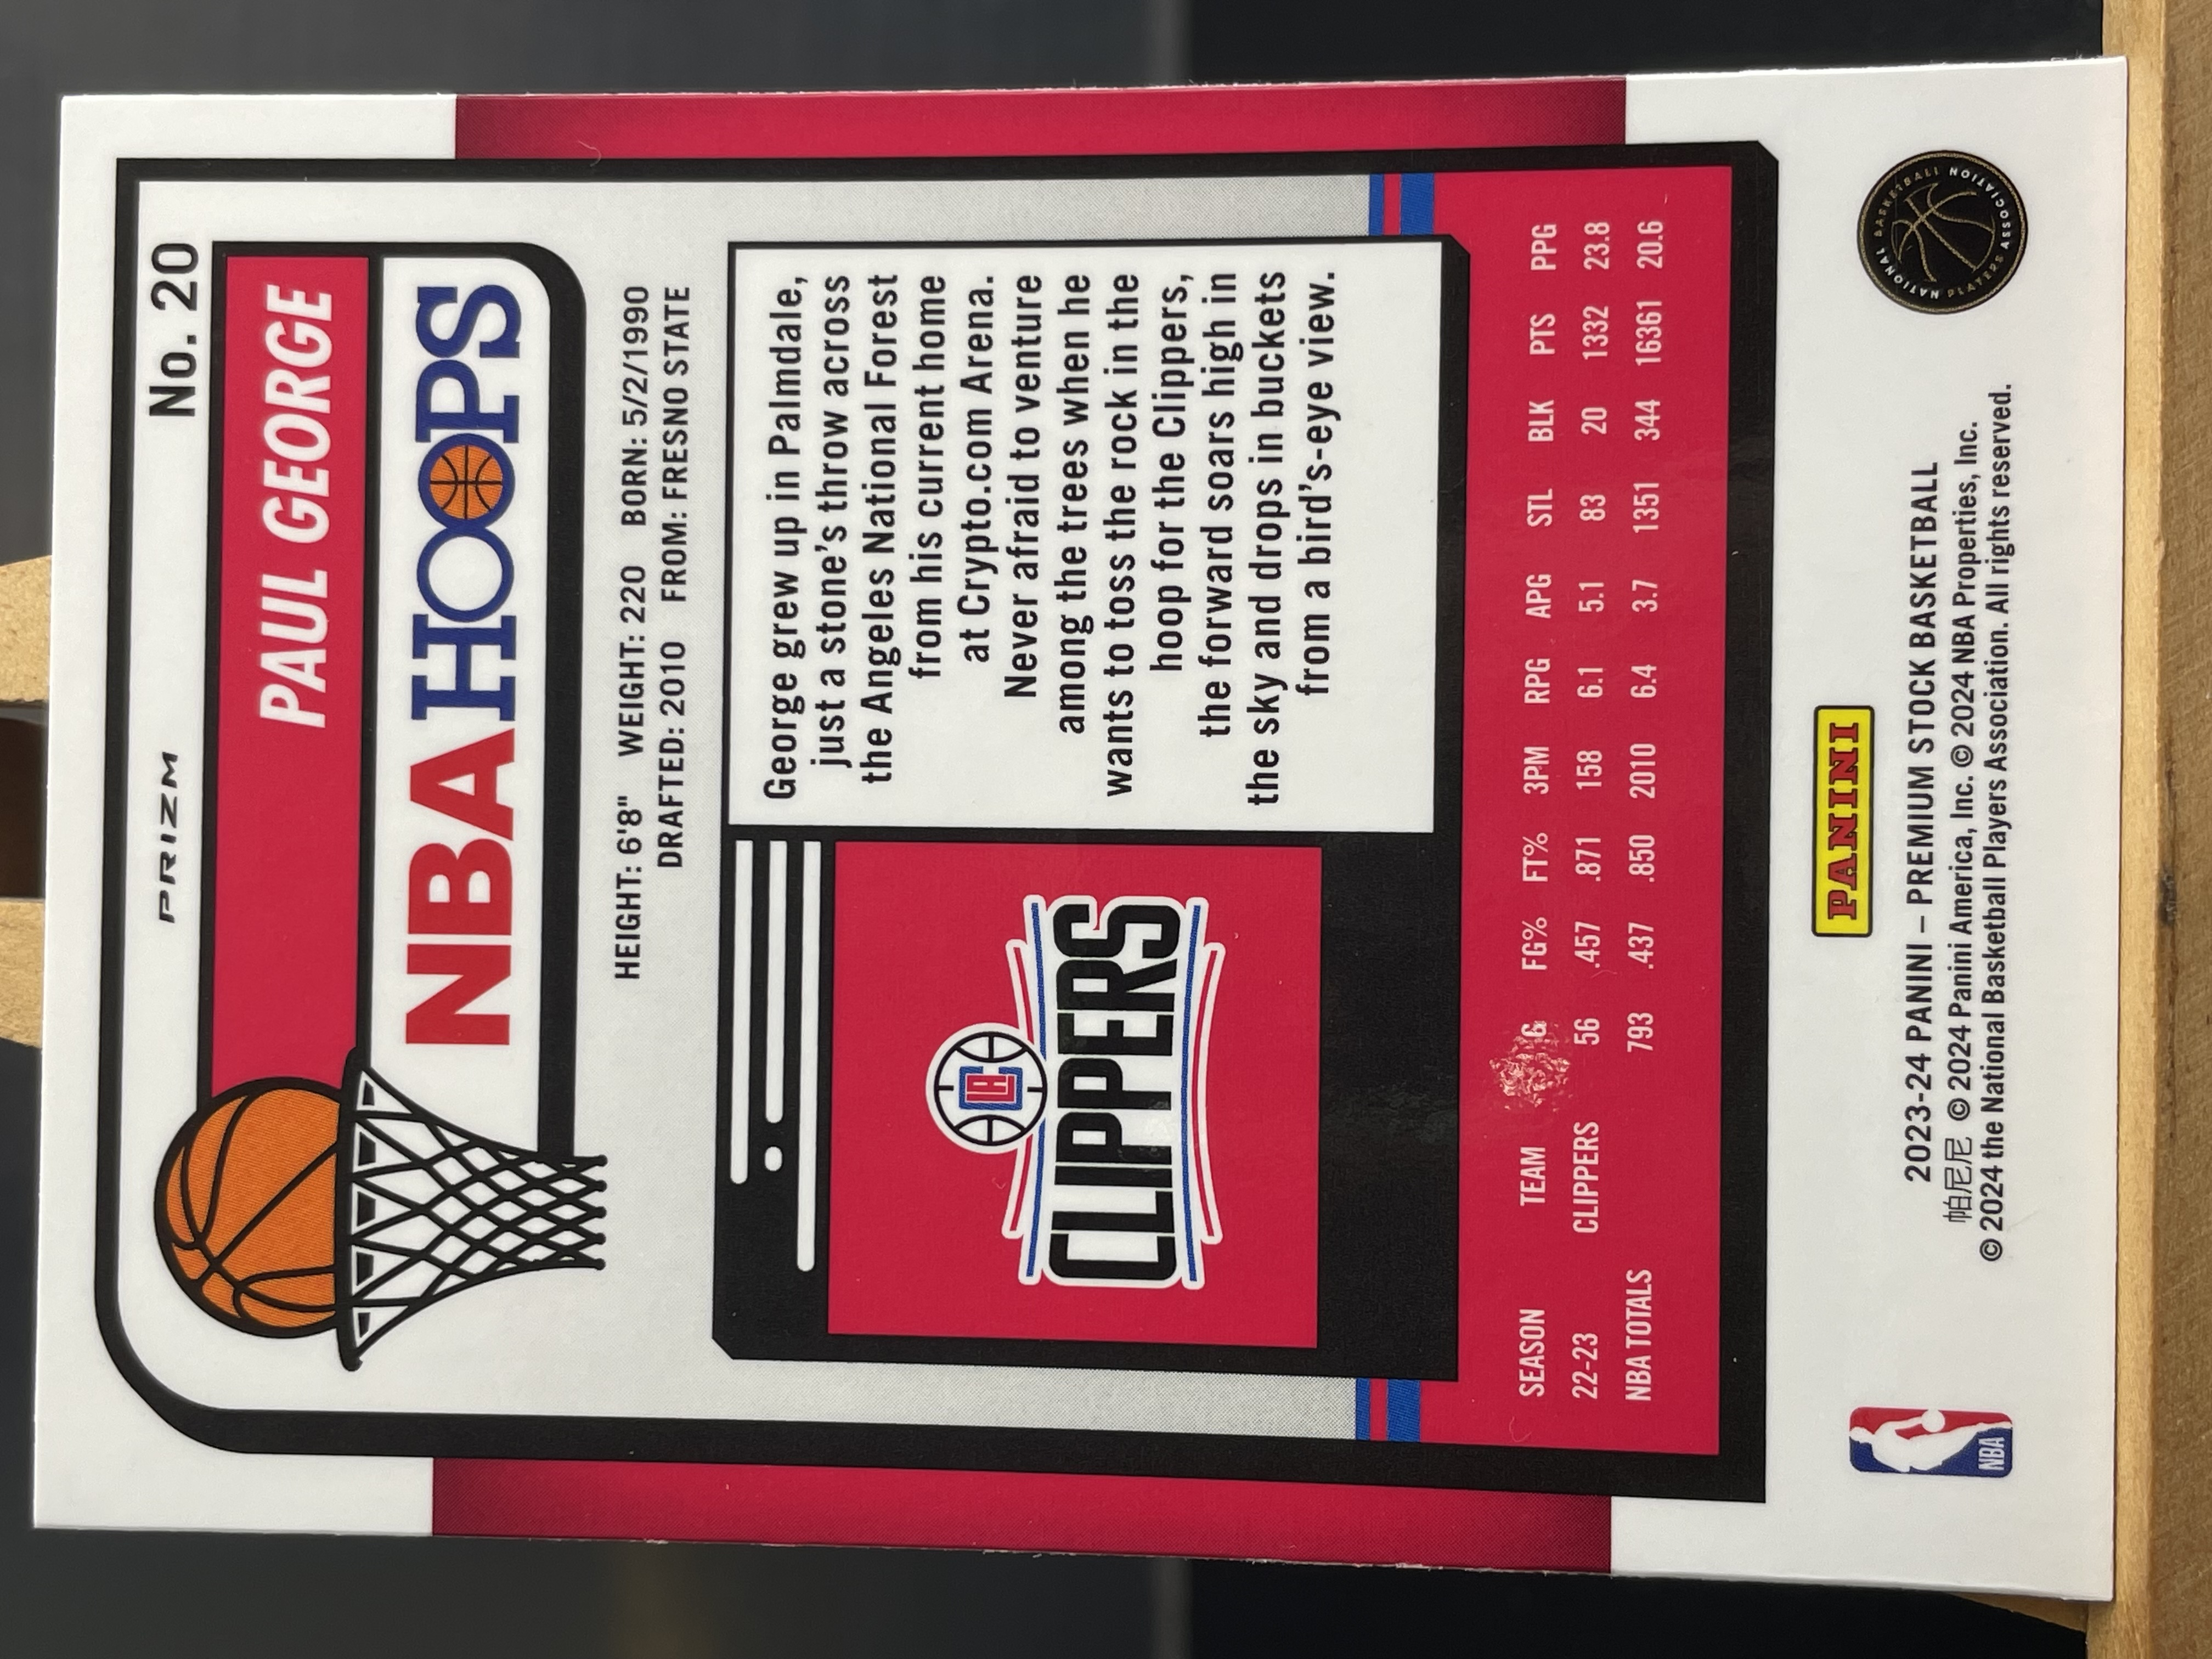 PRIZM No. 20
PAUL GEORGE
NBA HOOPS
HEIGHT: 6'8" WEIGHT: 220 BORN: 5/2/1990
DRAFTED: 2010 FROM: FRESNO STATE
George grew up in Palmdale,
just a stone's throw across
the Angeles National Forest
from his current home
at Crypto.com Arena.
Never afraid to venture
among the trees when he
wants to toss the rock in the
hoop for the Clippers,
the forward soars high in
the sky and drops in buckets
from a bird's-eye view.
LA
CLIPPERS
SEASON TEAM G FG% FT% 3PM RPG APG STL BLK PTS PPG
22-23 CLIPPERS 56 .457 .871 158 6.1 5.1 83 20 1332 23.8
NBA TOTALS 793 .437 .850 2010 6.4 3.7 1351 344 16361 20.6
PANINI
NBA
2023-24 PANINI – PREMIUM STOCK BASKETBALL
帕尼尼 © 2024 Panini America, Inc. © 2024 NBA Properties, Inc.
© 2024 the National Basketball Players Association. All rights reserved.
NATIONAL BASKETBALL
PLAYERS ASSOCIATION